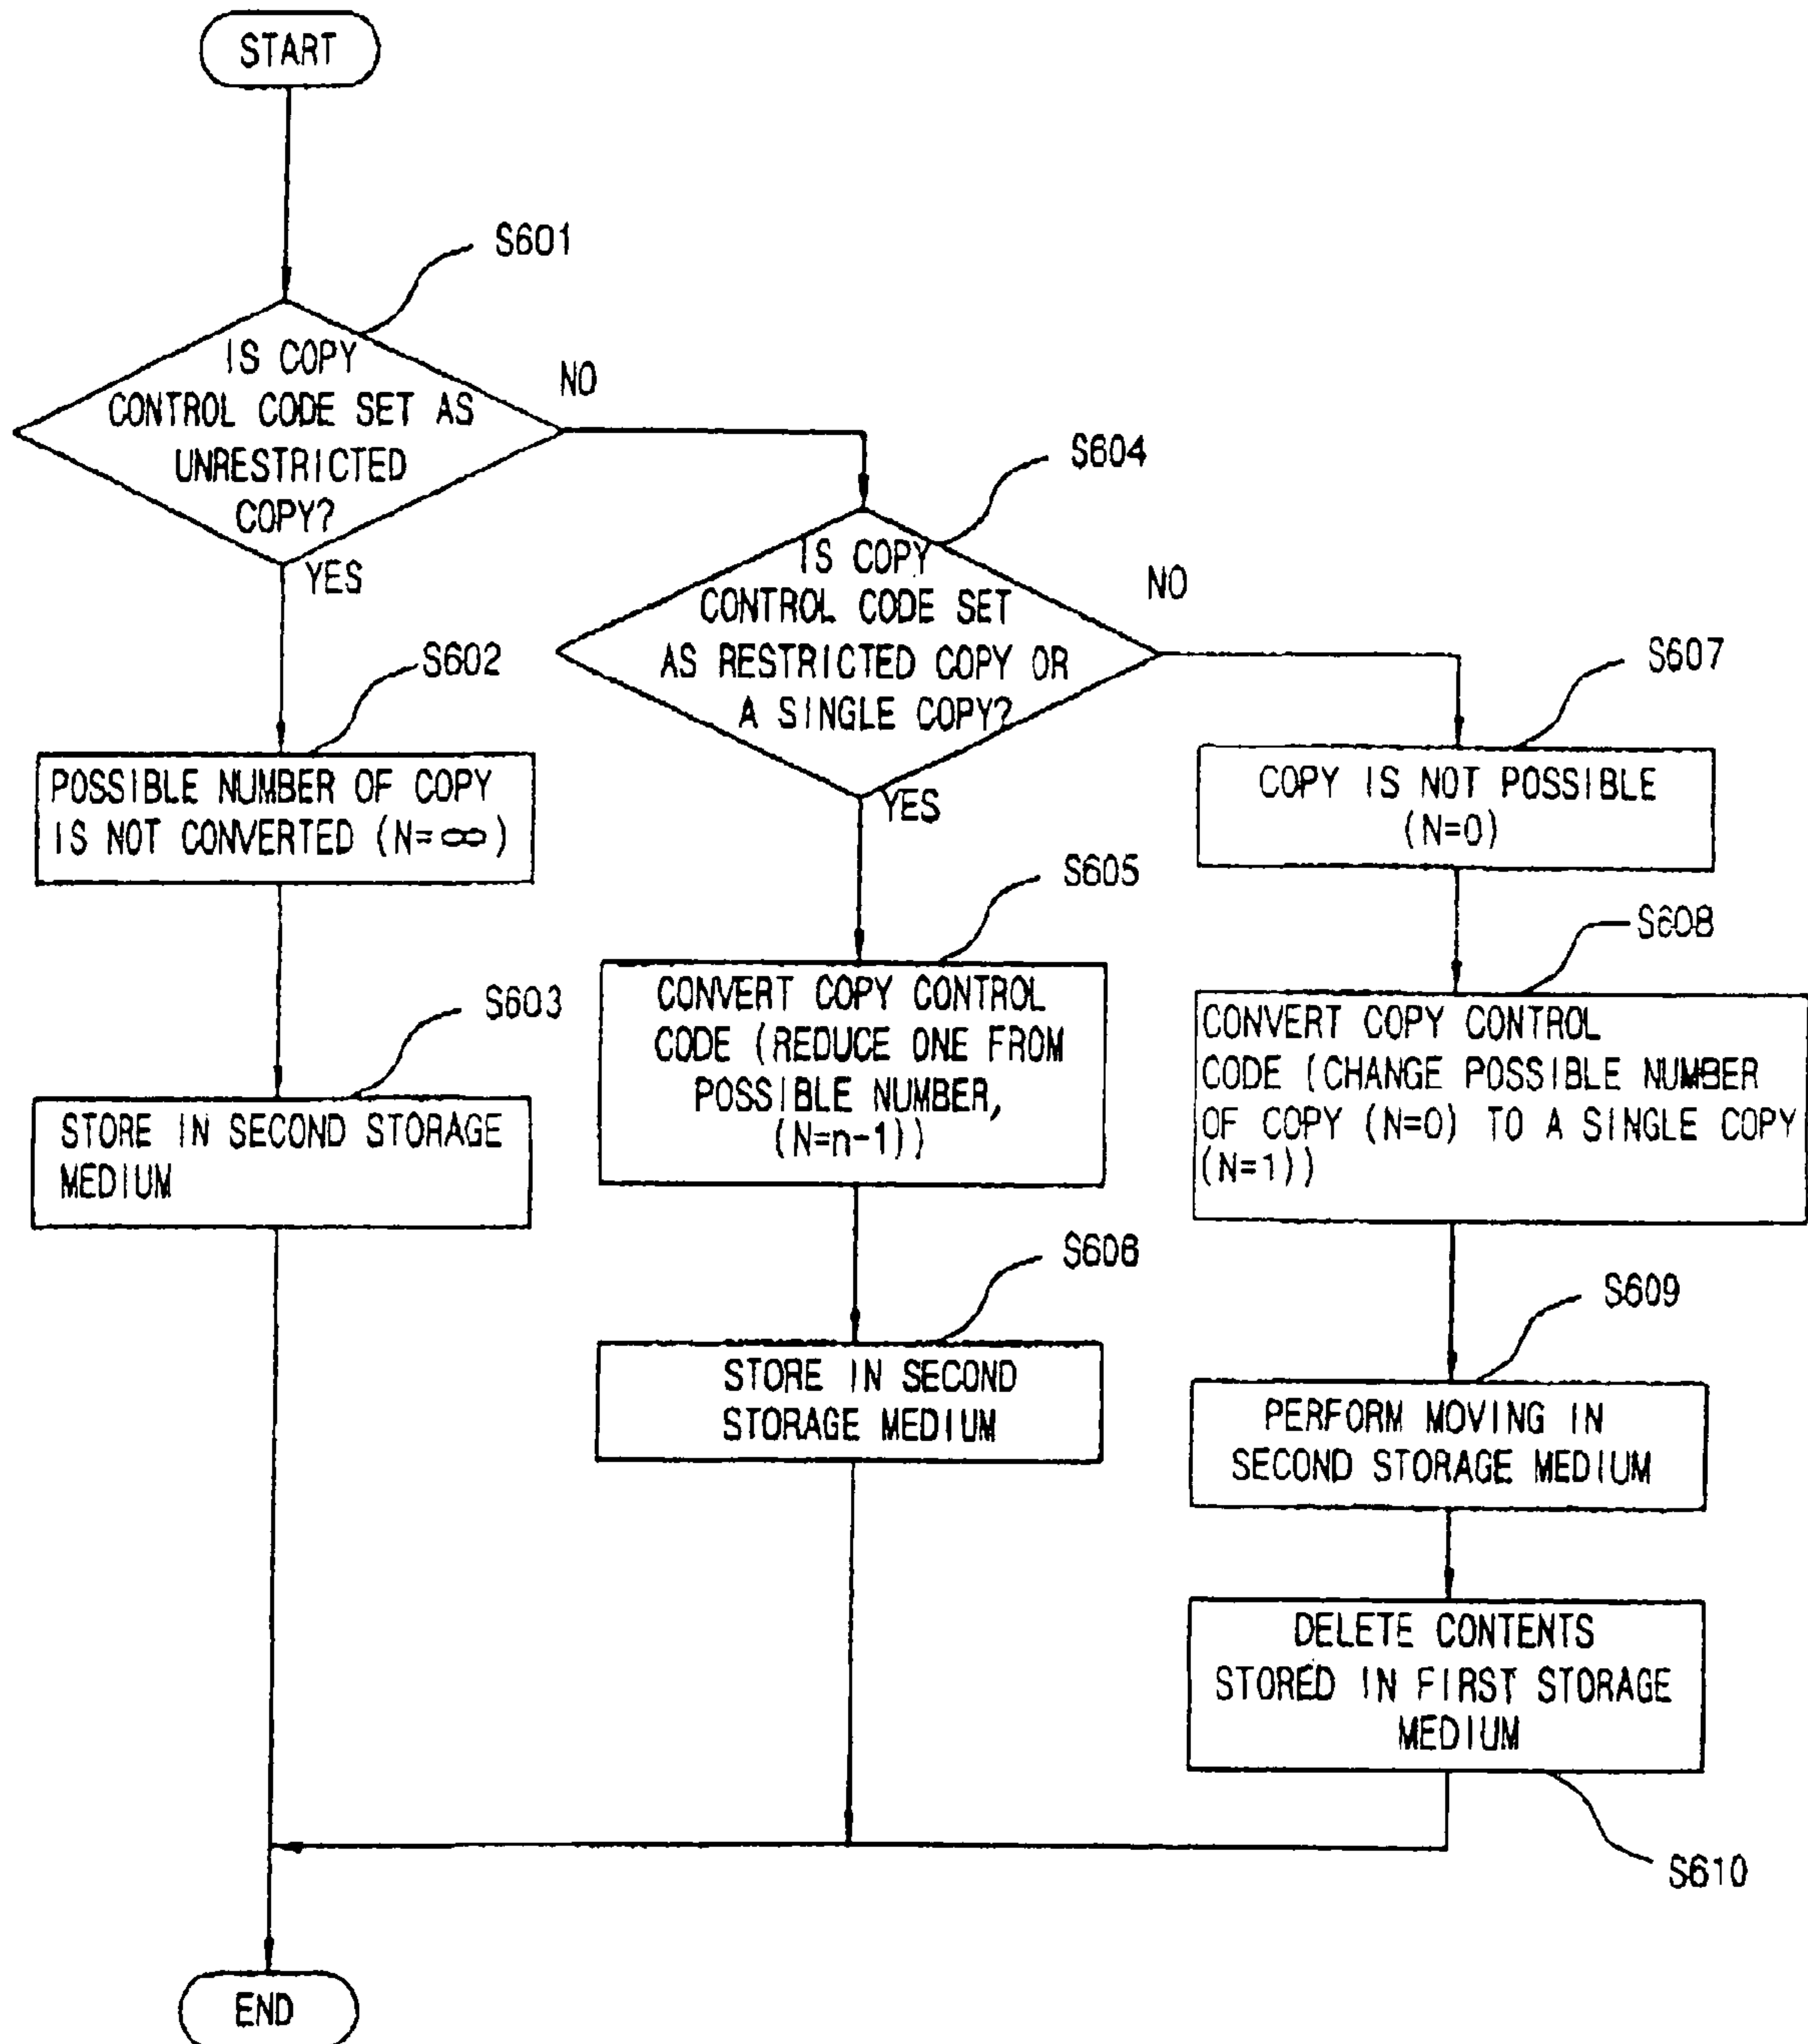 START
S601
IS COPY
CONTROL CODE SET AS
UNRESTRICTED
COPY?
NO
YES
S604
IS COPY
CONTROL CODE SET
AS RESTRICTED COPY OR
A SINGLE COPY?
NO
YES
S602
POSSIBLE NUMBER OF COPY
IS NOT CONVERTED (N=∞)
S607
COPY IS NOT POSSIBLE
(N=0)
S603
STORE IN SECOND STORAGE
MEDIUM
S605
CONVERT COPY CONTROL
CODE (REDUCE ONE FROM
POSSIBLE NUMBER,
(N=n-1))
S608
CONVERT COPY CONTROL
CODE (CHANGE POSSIBLE NUMBER
OF COPY (N=0) TO A SINGLE COPY
(N=1))
S606
STORE IN SECOND
STORAGE MEDIUM
S609
PERFORM MOVING IN
SECOND STORAGE MEDIUM
DELETE CONTENTS
STORED IN FIRST STORAGE
MEDIUM
S610
END